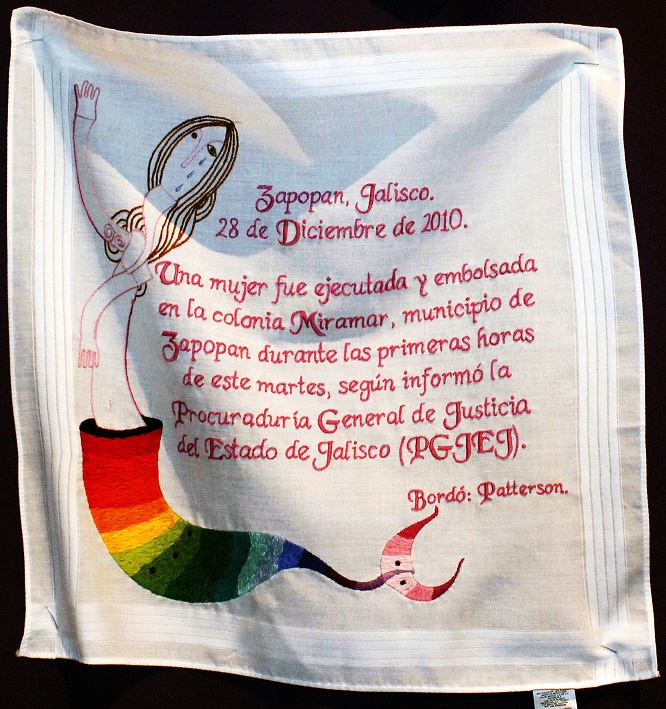 Zapopan, Jalisco.
28 de Diciembre de 2010.
Una mujer fue ejecutada y embolsada
en la colonia Miramar, municipio de
Zapopan durante las primeras horas
de este martes, según informó la
Procuraduría General de Justicia
del Estado de Jalisco (PGJEJ).
Bordó: Patterson.